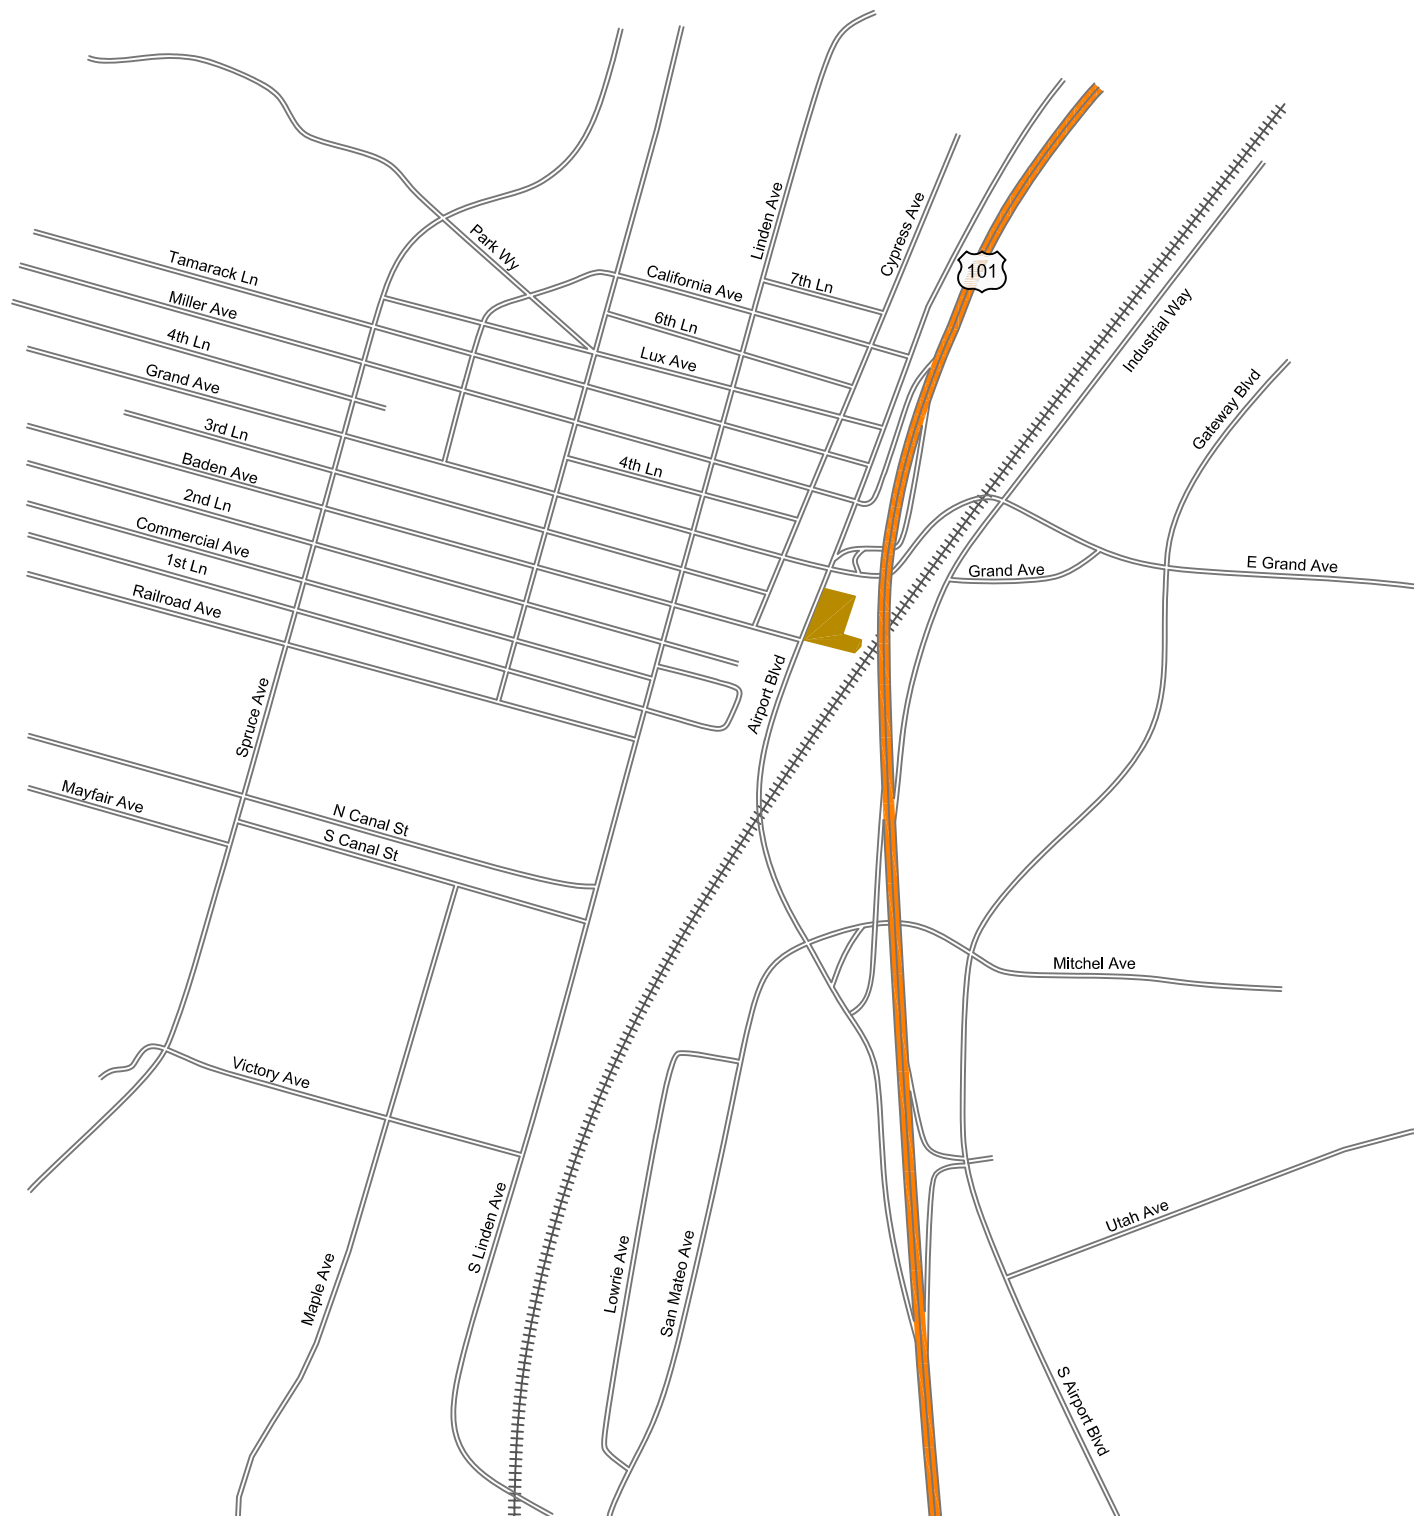 Linden Ave
Cypress Ave
Park Wy
Tamarack Ln
California Ave
7th Ln
101
Miller Ave
6th Ln
Industrial Way
4th Ln
Lux Ave
Grand Ave
Gateway Blvd
3rd Ln
Baden Ave
4th Ln
2nd Ln
Commercial Ave
1st Ln
Grand Ave
E Grand Ave
Railroad Ave
Airport Blvd
Spruce Ave
Mayfair Ave
N Canal St
S Canal St
Mitchel Ave
Victory Ave
S Linden Ave
Utah Ave
Maple Ave
Lowrie Ave
San Mateo Ave
S Airport Blvd